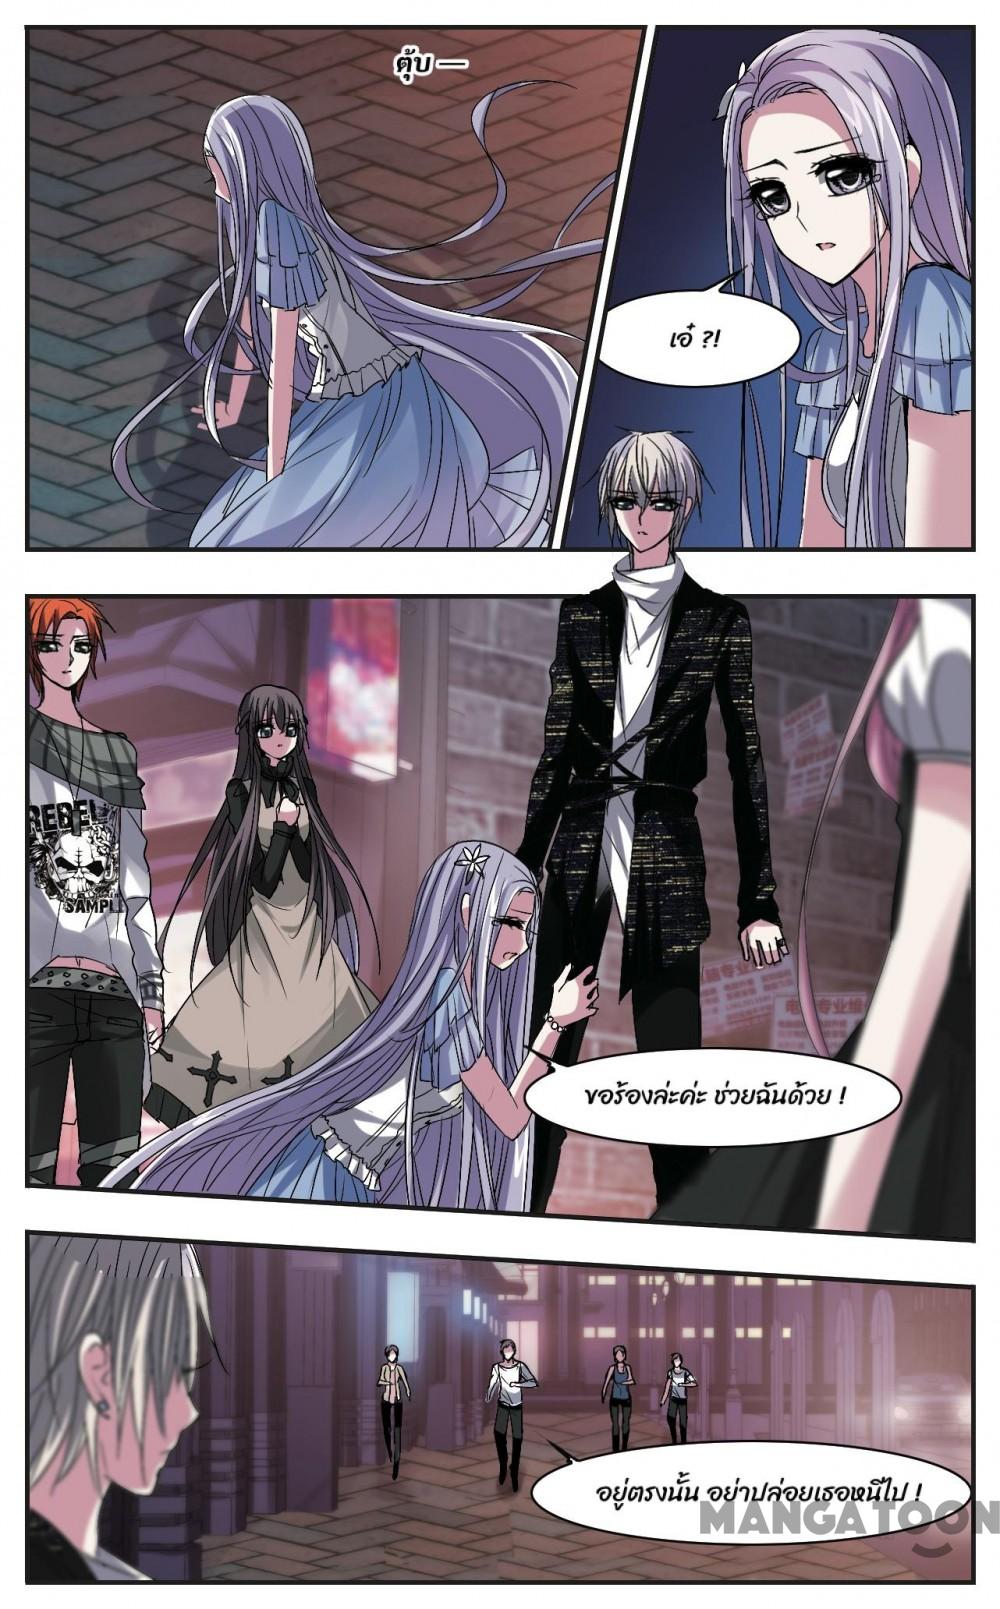 ตุ้บ —
เอ๋ ?!
REBEL
SAMPLE
ขอร้องล่ะค่ะ ช่วยฉันด้วย !
อยู่ตรงนั้น อย่าปล่อยเธอหนีไป !
MANGATOON